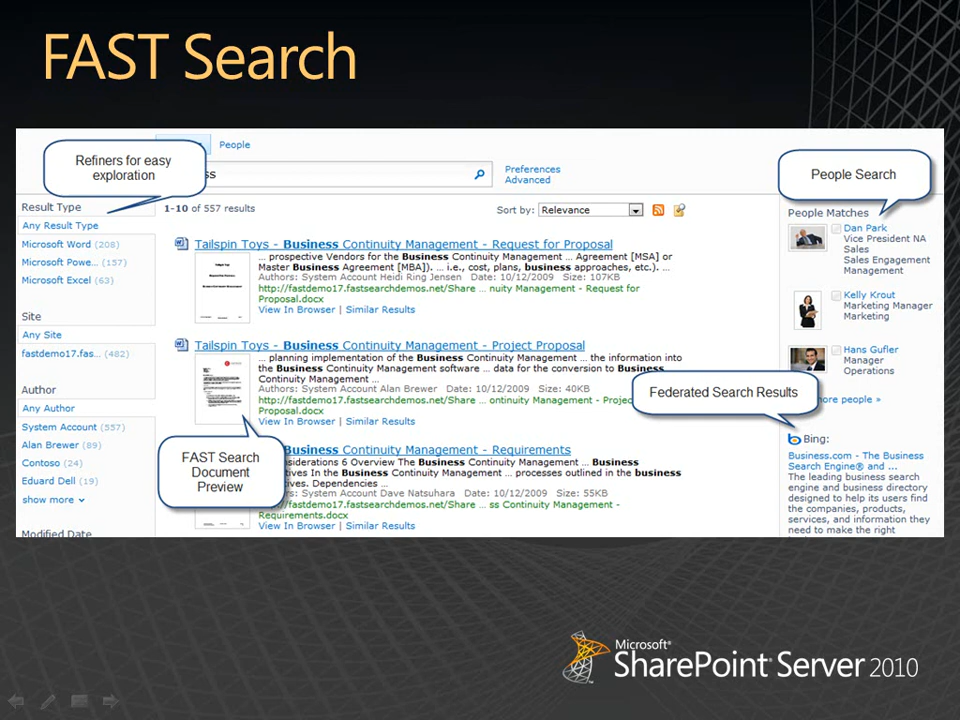 FAST Search
People
Refiners for easy
exploration
ss
Preferences
Advanced
People Search
Result Type
Any Result Type
Microsoft Word (208)
Microsoft Powe... (157)
Microsoft Excel (63)
Site
Any Site
fastdemo17.fas... (482)
Author
Any Author
System Account (557)
Alan Brewer (89)
Contoso (24)
Eduard Dell (19)
show more
Modified Date
1-10 of 557 results
Sort by: Relevance
Tailspin Toys - Business Continuity Management - Request for Proposal
... prospective Vendors for the Business Continuity Management ... Agreement [MSA] or
Master Business Agreement [MBA]). ... i.e., cost, plans, business approaches, etc.). ...
Authors: System Account Heidi Ring Jensen Date: 10/12/2009 Size: 107KB
http://fastdemo17.fastsearchdemos.net/Share ... nuity Management - Request for
Proposal.docx
View In Browser | Similar Results
Tailspin Toys - Business Continuity Management - Project Proposal
... planning implementation of the Business Continuity Management ... the information into
the Business Continuity Management software ... data for the conversion to Business
Continuity Management ...
Authors: System Account Alan Brewer Date: 10/12/2009 Size: 40KB
http://fastdemo17.fastsearchdemos.net/Share ... ontinuity Management - Projec
Proposal.docx
View In Browser | Similar Results
FAST Search
Document
Preview
Business Continuity Management - Requirements
nsiderations 6 Overview The Business Continuity Management ... Business
tives In the Business Continuity Management ... processes outlined in the business
tives. Dependencies ...
s: System Account Dave Natsuhara Date: 10/12/2009 Size: 55KB
//fastdemo17.fastsearchdemos.net/Share ... ss Continuity Management -
Requirements.docx
View In Browser | Similar Results
People Matches
Dan Park
Vice President NA
Sales
Sales Engagement
Management
Kelly Krout
Marketing Manager
Marketing
Hans Gufler
Manager
Operations
more people »
Federated Search Results
Bing:
Business.com - The Business
Search Engine® and ...
The leading business search
engine and business directory
designed to help its users find
the companies, products,
services, and information they
need to make the right
Microsoft®
SharePoint® Server 2010